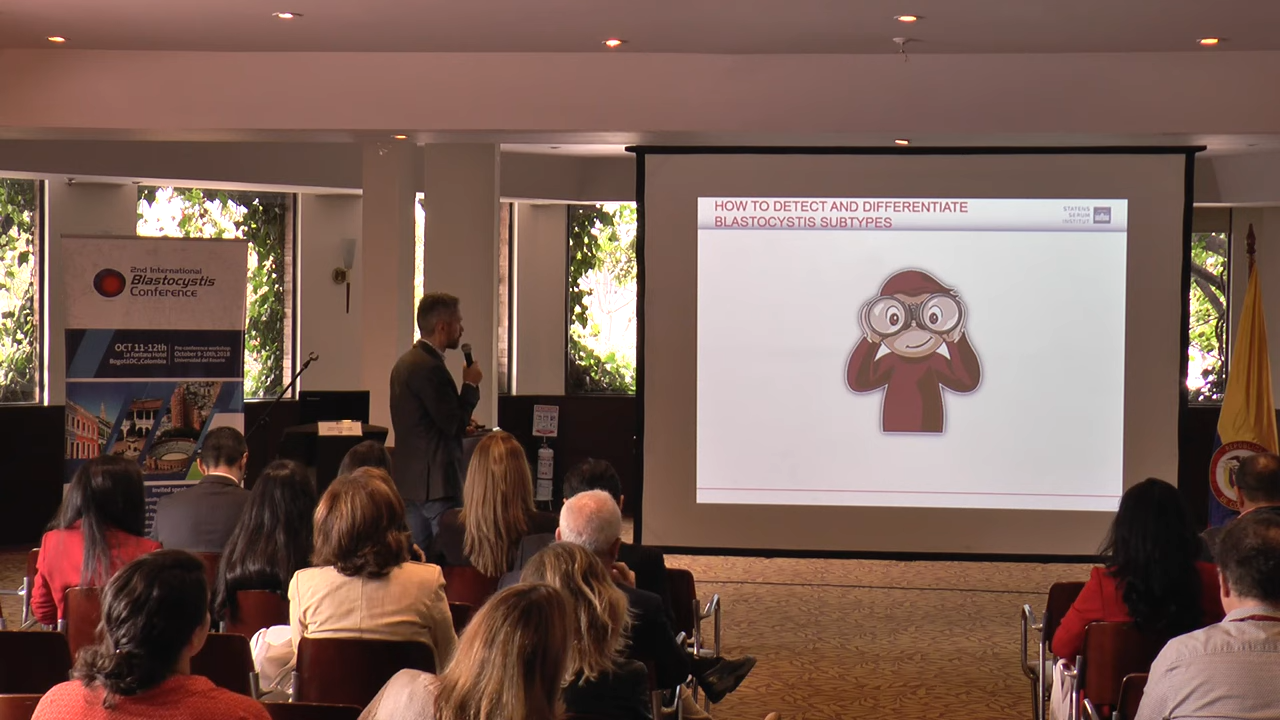 2nd International
Blastocystis
Conference
OCT 11-12th
La Fontana Hotel
Bogotá DC, Colombia
Pre-conference workshop
October 9-10th, 2018
Universidad del Rosario
HOW TO DETECT AND DIFFERENTIATE
BLASTOCYSTIS SUBTYPES
STATENS
SERUM
INSTITUT